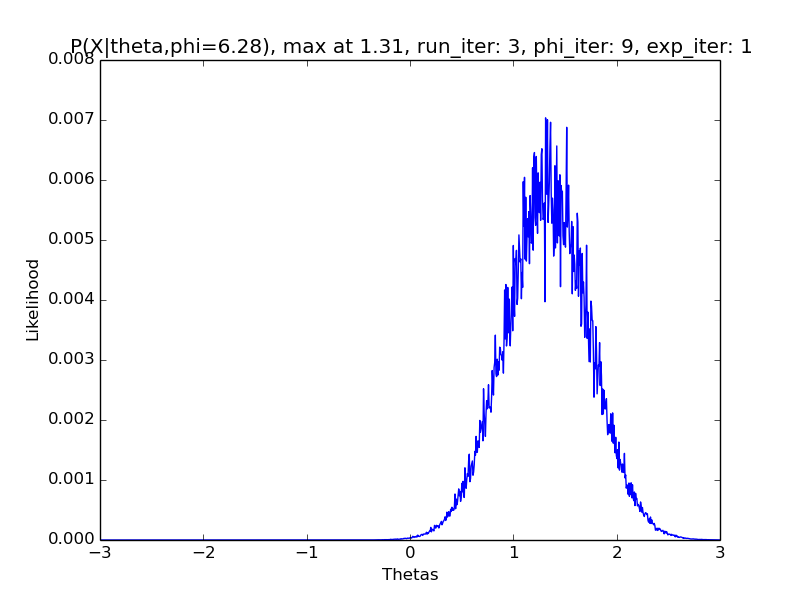 P(X|theta,phi=6.28), max at 1.31, run_iter: 3, phi_iter: 9, exp_iter: 1
0.008
0.007
0.006
0.005
0.004
0.003
0.002
0.001
0.000
Likelihood
−3 −2 −1 0 1 2 3
Thetas